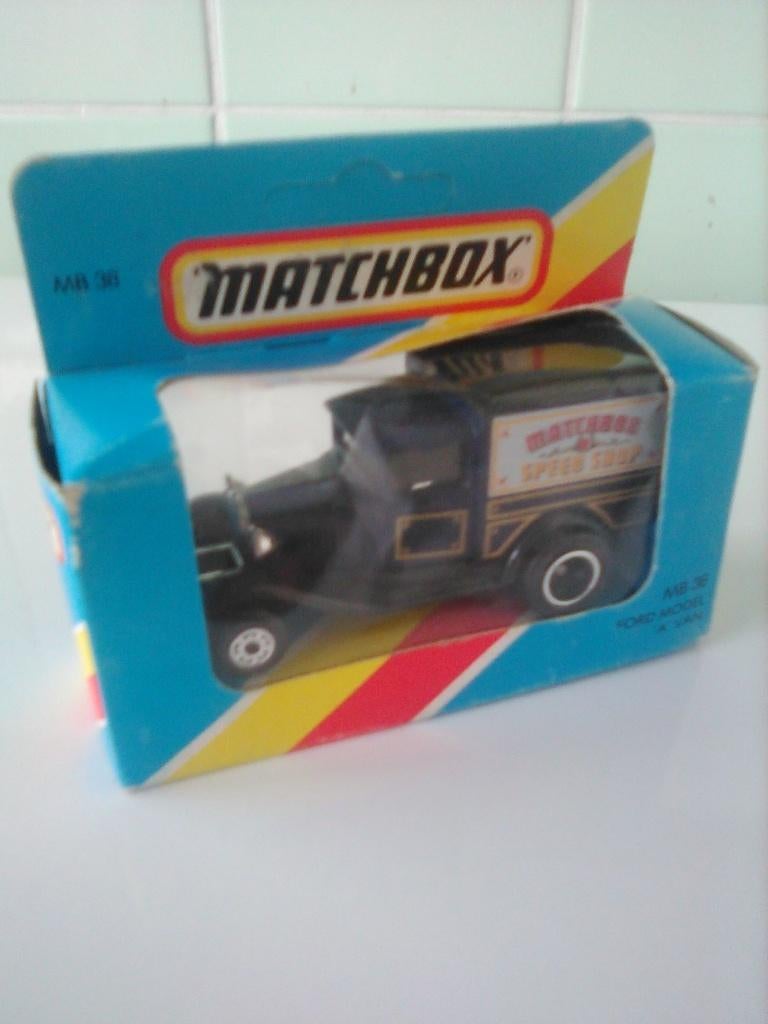 MB 38
"MATCHBOX"®
MATCHBOX
SPEED SHOP
MB 38
FORD MODEL
'A' VAN